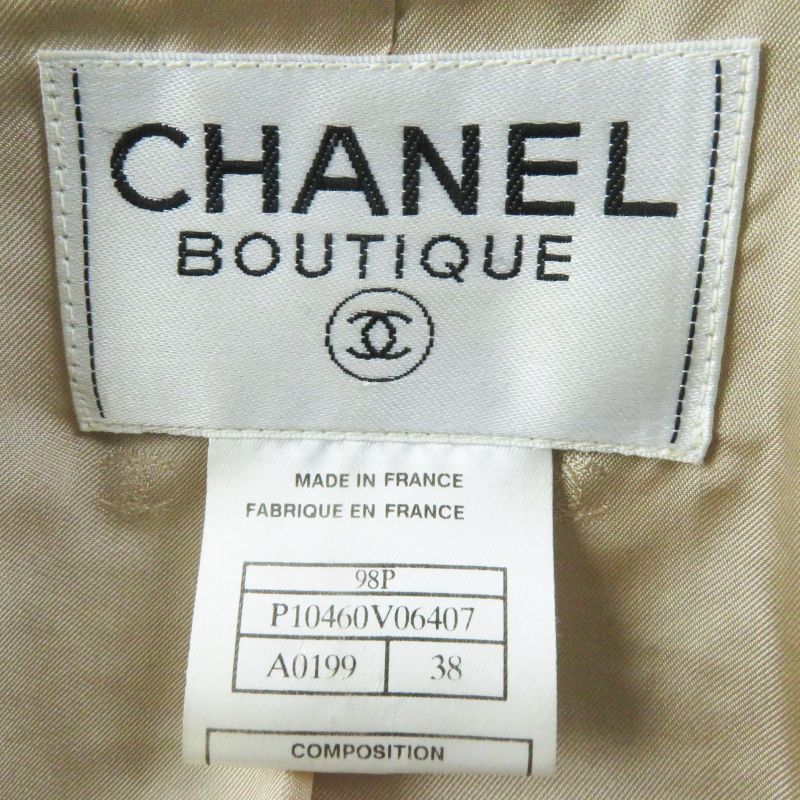 CHANEL
BOUTIQUE
MADE IN FRANCE
FABRIQUE EN FRANCE
98P
P10460V06407
A0199 38
COMPOSITION